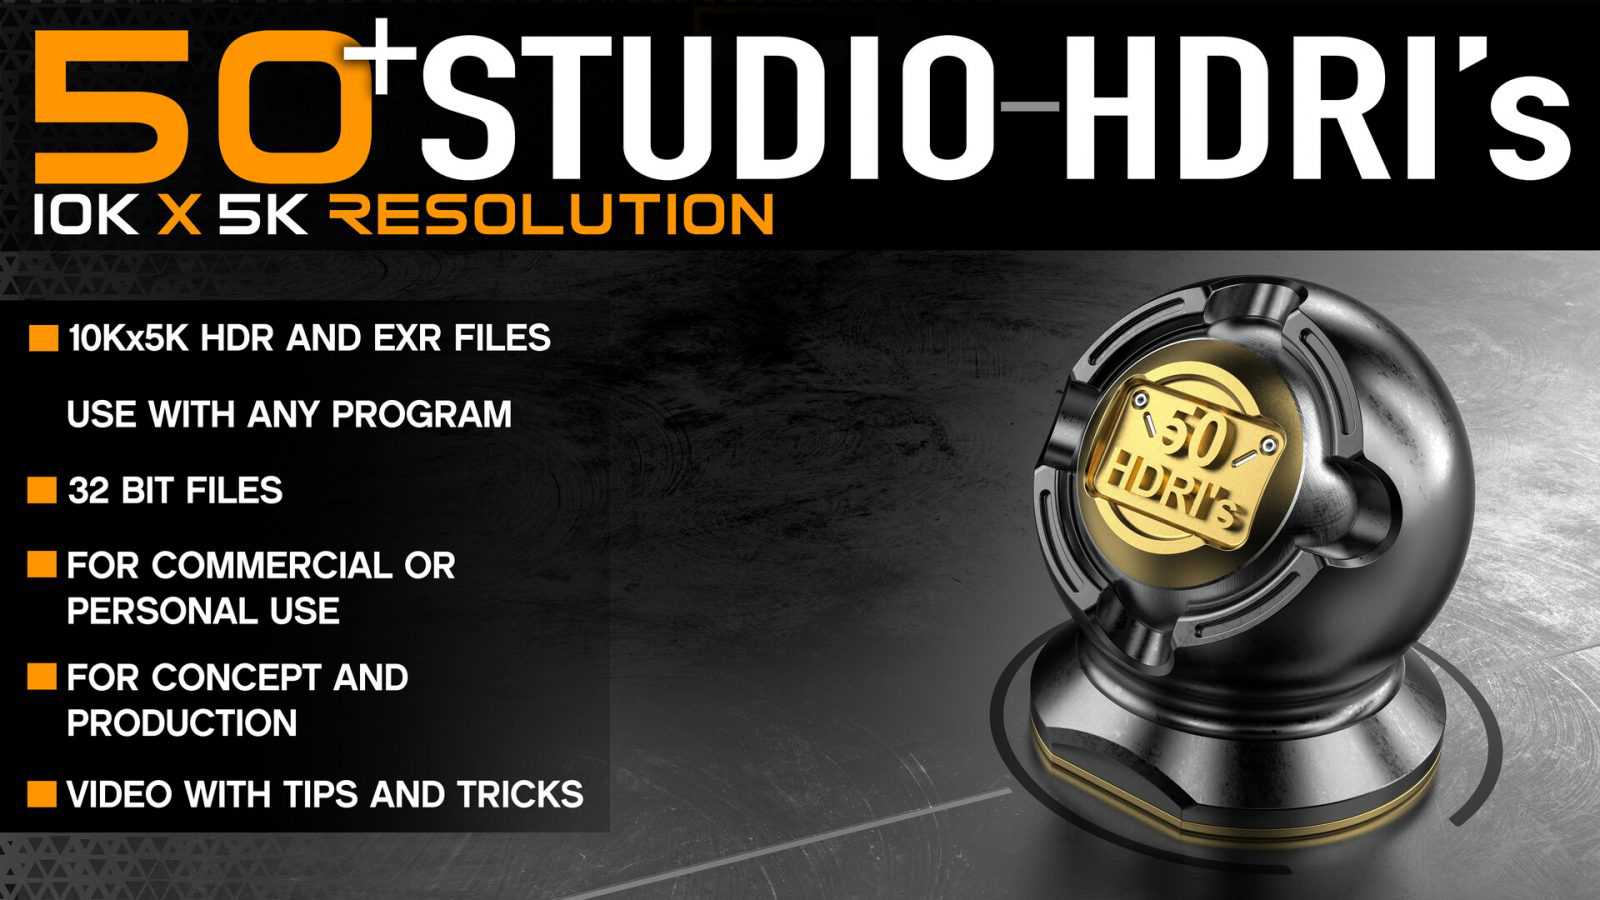 50+ STUDIO-HDRI's
10K X 5K RESOLUTION
10Kx5K HDR AND EXR FILES
USE WITH ANY PROGRAM
32 BIT FILES
FOR COMMERCIAL OR
PERSONAL USE
FOR CONCEPT AND
PRODUCTION
VIDEO WITH TIPS AND TRICKS
50
HDRI's